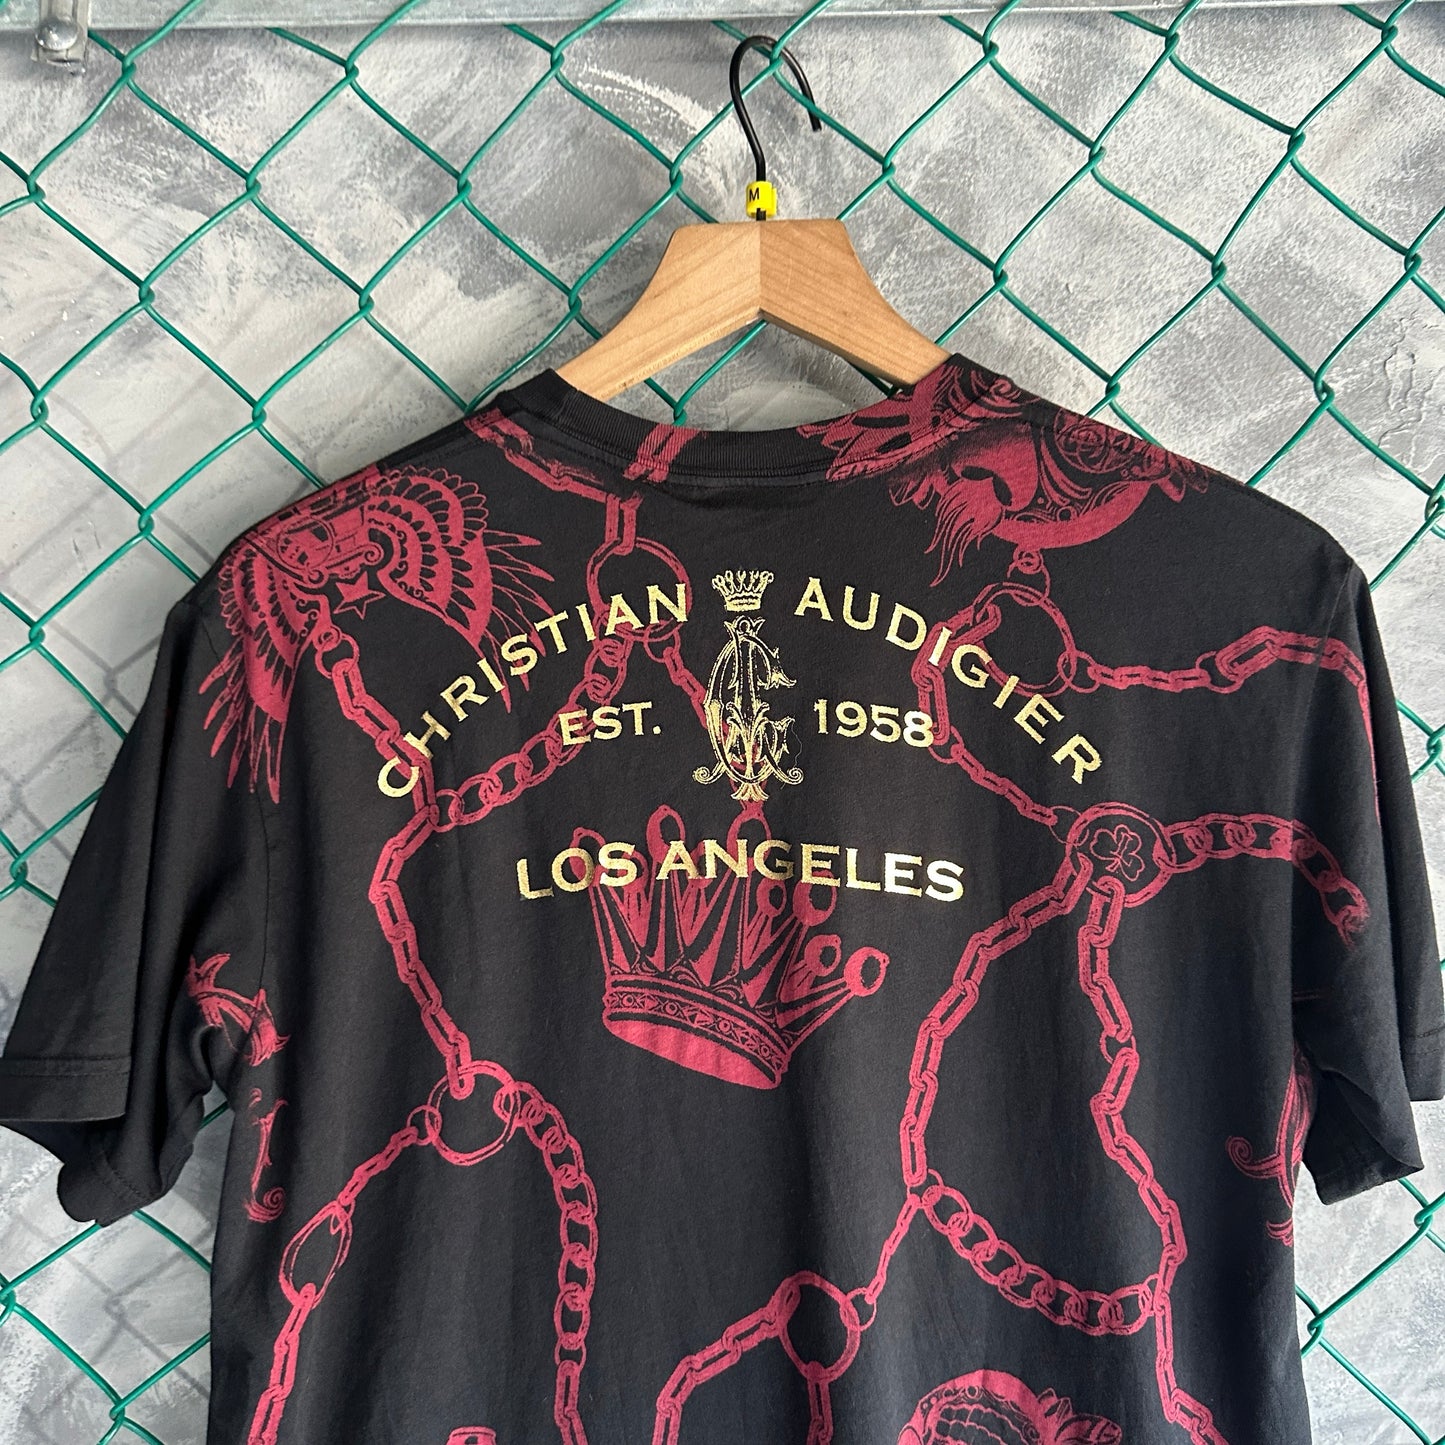 M
CHRISTIAN AUDIGIER
EST. 1958
LOS ANGELES